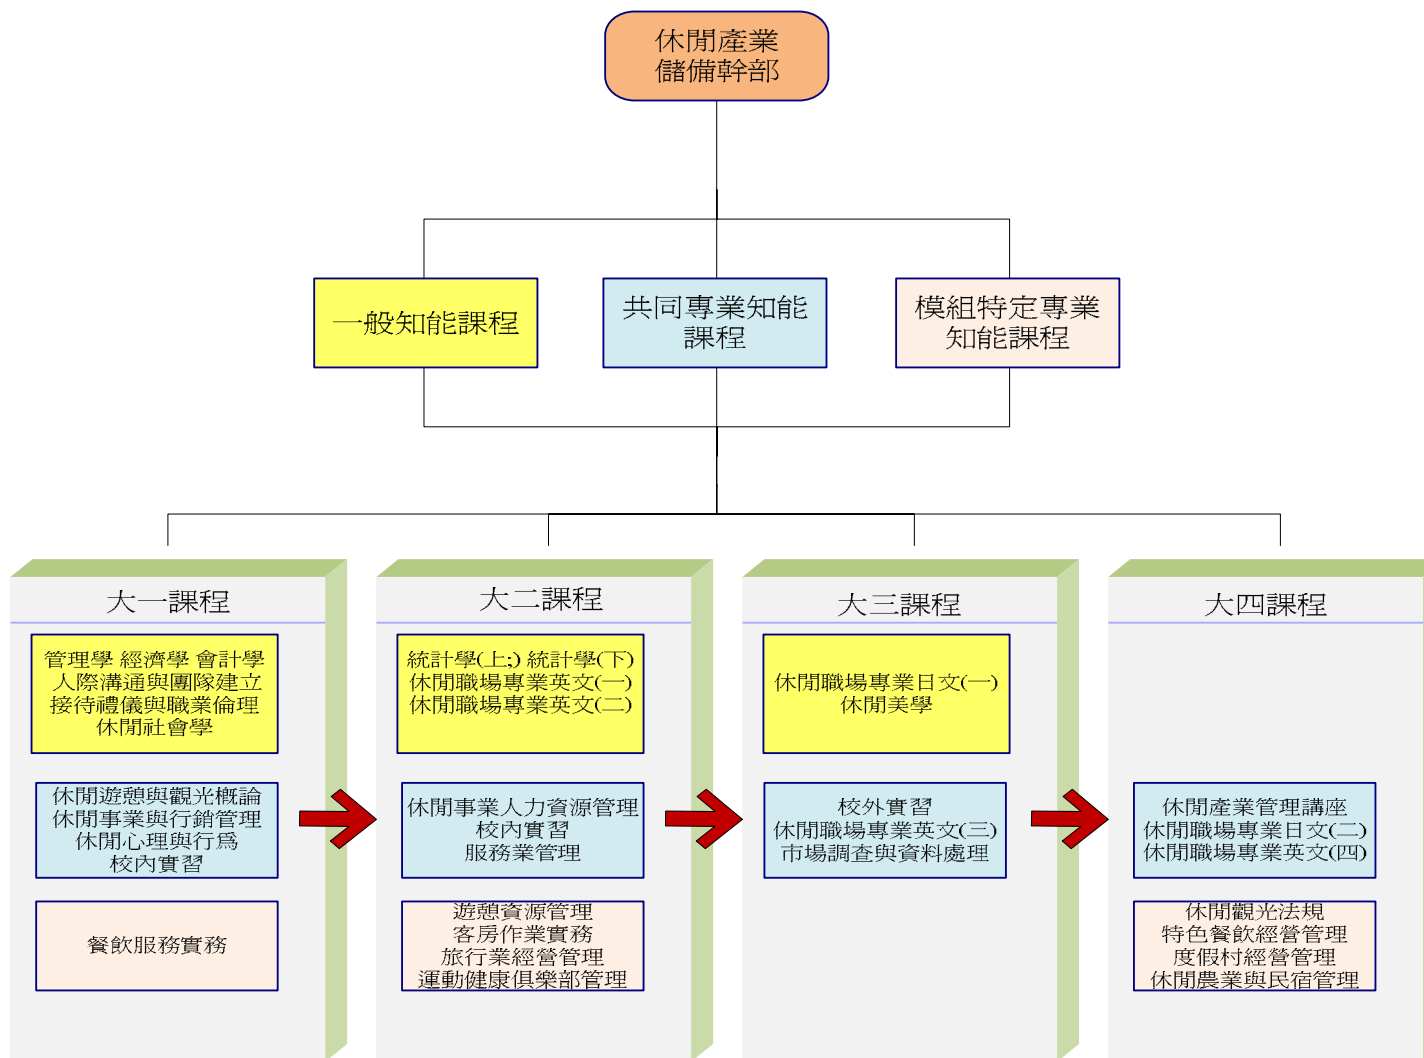 休閒產業
儲備幹部
一般知能課程
共同專業知能
課程
模組特定專業
知能課程
大一課程
管理學 經濟學 會計學
人際溝通與團隊建立
接待禮儀與職業倫理
休閒社會學
休閒遊憩與觀光概論
休閒事業與行銷管理
休閒心理與行為
校內實習
餐飲服務實務
大二課程
統計學(上;) 統計學(下)
休閒職場專業英文(一)
休閒職場專業英文(二)
休閒事業人力資源管理
校內實習
服務業管理
遊憩資源管理
客房作業實務
旅行業經營管理
運動健康俱樂部管理
大三課程
休閒職場專業日文(一)
休閒美學
校外實習
休閒職場專業英文(三)
市場調查與資料處理
大四課程
休閒產業管理講座
休閒職場專業日文(二)
休閒職場專業英文(四)
休閒觀光法規
特色餐飲經營管理
度假村經營管理
休閒農業與民宿管理